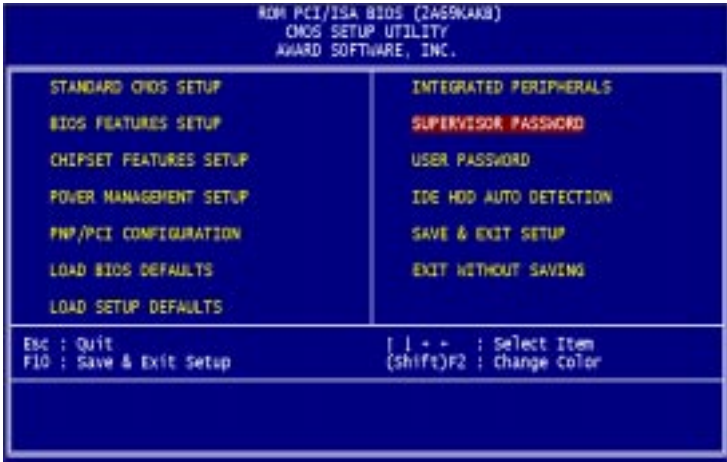 ROM PCI/ISA BIOS (2A69KAKB)
CMOS SETUP UTILITY
AWARD SOFTWARE, INC.
STANDARD CMOS SETUP
BIOS FEATURES SETUP
CHIPSET FEATURES SETUP
POWER MANAGEMENT SETUP
PNP/PCI CONFIGURATION
LOAD BIOS DEFAULTS
LOAD SETUP DEFAULTS
INTEGRATED PERIPHERALS
SUPERVISOR PASSWORD
USER PASSWORD
IDE HDD AUTO DETECTION
SAVE & EXIT SETUP
EXIT WITHOUT SAVING
Esc : Quit
F10 : Save & Exit Setup
: Select Item
(Shift)F2 : Change Color